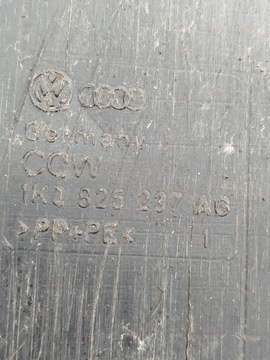 Germany
CCW
1K0 825 237 AG
>PP+PE<